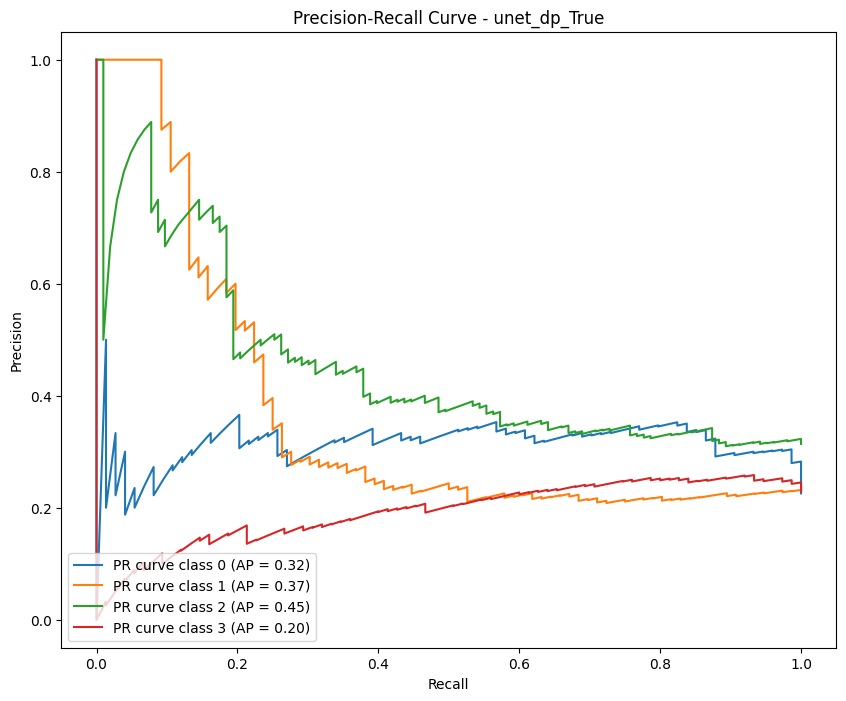 Precision-Recall Curve - unet_dp_True
Precision
1.0
0.8
0.6
0.4
0.2
0.0
PR curve class 0 (AP = 0.32)
PR curve class 1 (AP = 0.37)
PR curve class 2 (AP = 0.45)
PR curve class 3 (AP = 0.20)
0.0 0.2 0.4 0.6 0.8 1.0
Recall